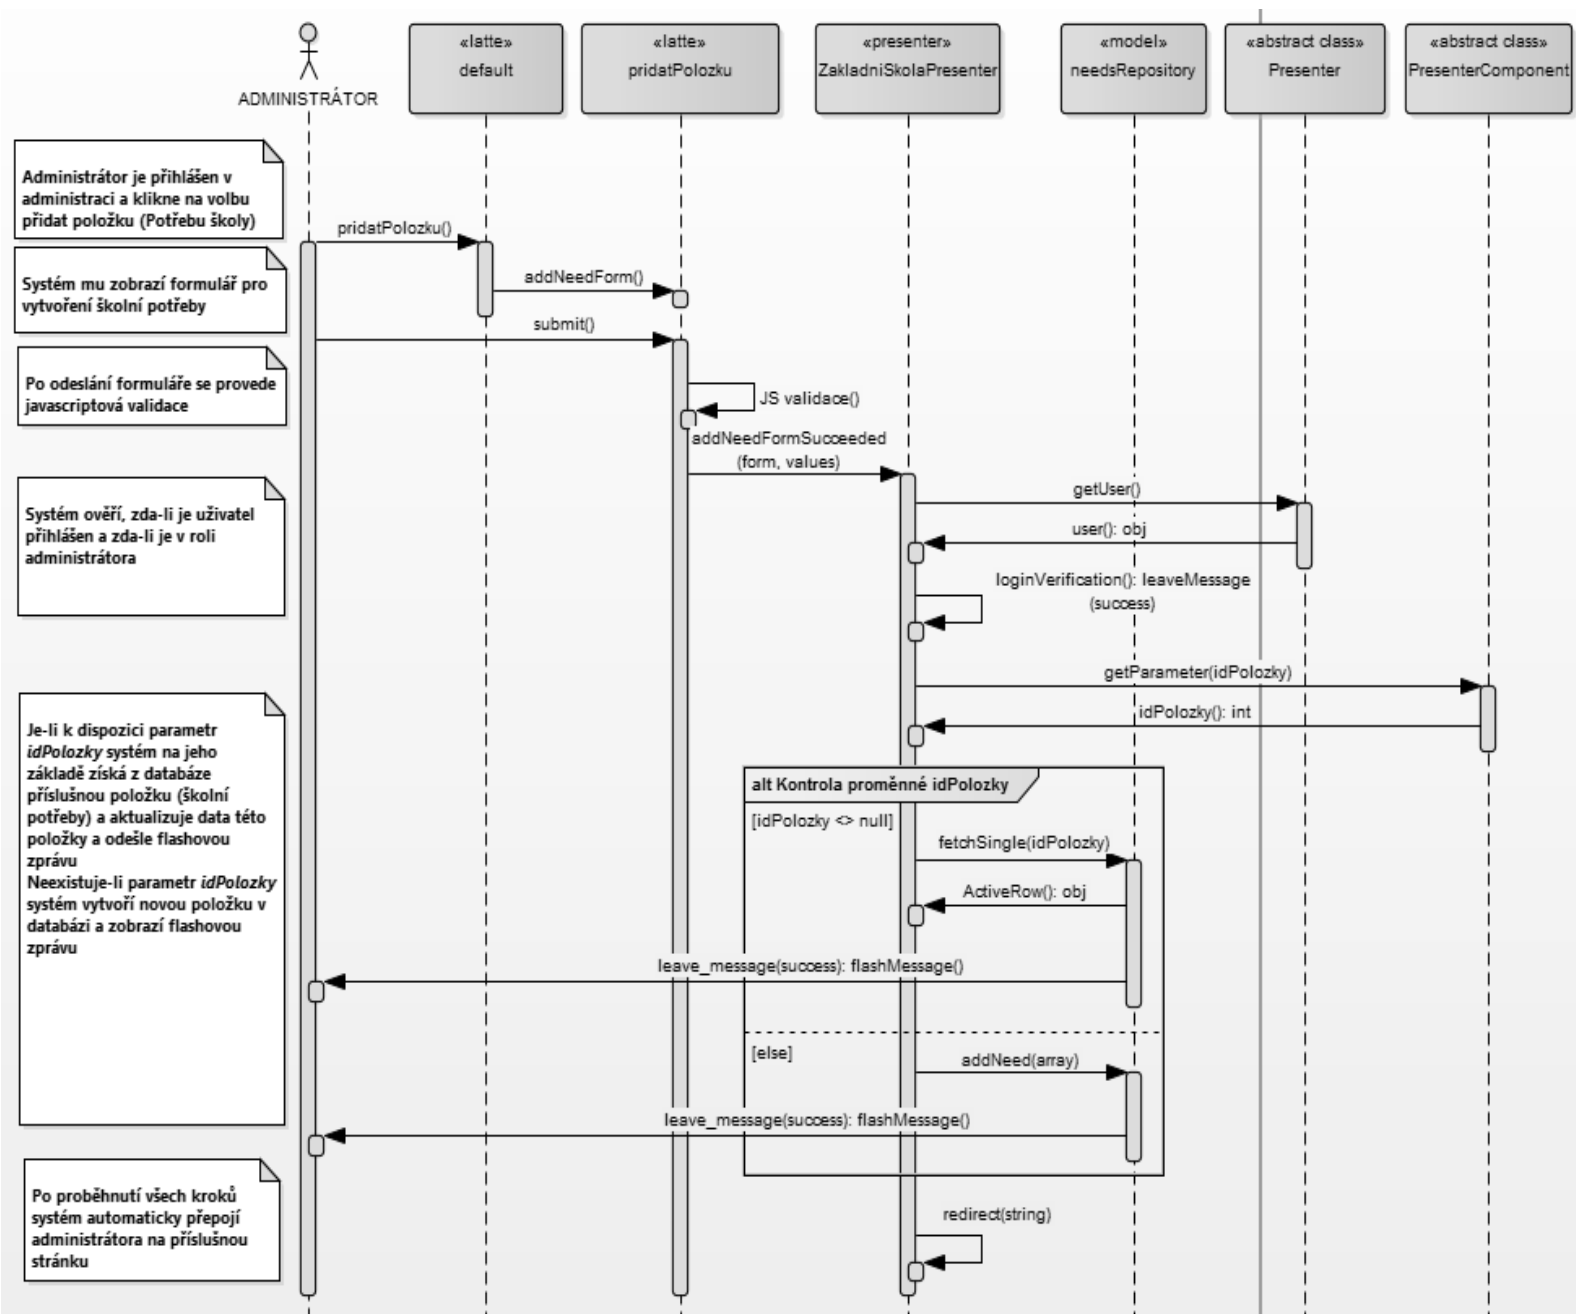 «latte»
default
«latte»
pridatPolozku
«presenter»
ZakladniSkolaPresenter
«model»
needsRepository
«abstract class»
Presenter
«abstract class»
PresenterComponent
ADMINISTRÁTOR
Administrátor je přihlášen v
administraci a klikne na volbu
přidat položku (Potřebu školy)
pridatPolozku()
Systém mu zobrazí formulář pro
vytvoření školní potřeby
addNeedForm()
submit()
Po odeslání formuláře se provede
javascriptová validace
JS validace()
addNeedFormSucceeded
(form, values)
Systém ověří, zda-li je uživatel
přihlášen a zda-li je v roli
administrátora
getUser()
user(): obj
loginVerification(): leaveMessage
(success)
getParameter(idPolozky)
idPolozky(): int
Je-li k dispozici parametr
idPolozky systém na jeho
základě získá z databáze
příslušnou položku (školní
potřeby) a aktualizuje data této
položky a odešle flashovou
zprávu
Neexistuje-li parametr idPolozky
systém vytvoří novou položku v
databázi a zobrazí flashovou
zprávu
alt Kontrola proměnné idPolozky
[idPolozky <> null]
fetchSingle(idPolozky)
ActiveRow(): obj
leave_message(success): flashMessage()
[else]
addNeed(array)
leave_message(success): flashMessage()
Po proběhnutí všech kroků
systém automaticky přepojí
administrátora na příslušnou
stránku
redirect(string)